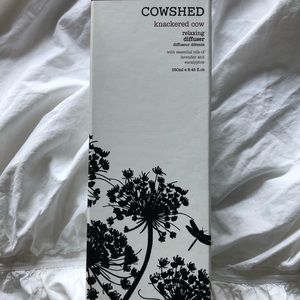 COWSHED
knackered cow
relaxing
diffuser
diffuseur détente
with essential oils of
lavender and
eucalyptus
250ml e 8.45 fl.oz